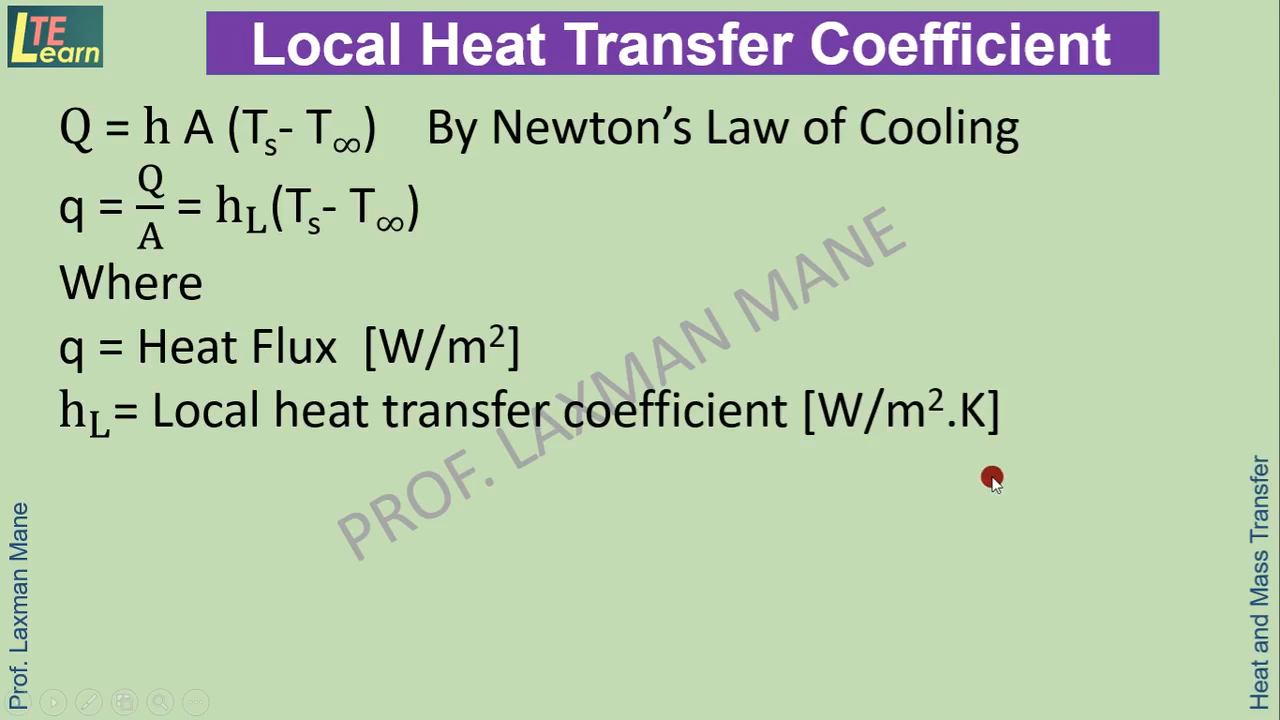 LTE Learn
Local Heat Transfer Coefficient
Q = h A (Tₛ- T∞) By Newton’s Law of Cooling
q = Q/A = h_L(Tₛ- T∞)
Where
q = Heat Flux [W/m²]
h_L= Local heat transfer coefficient [W/m².K]
PROF. LAXMAN MANE
Prof. Laxman Mane
Heat and Mass Transfer